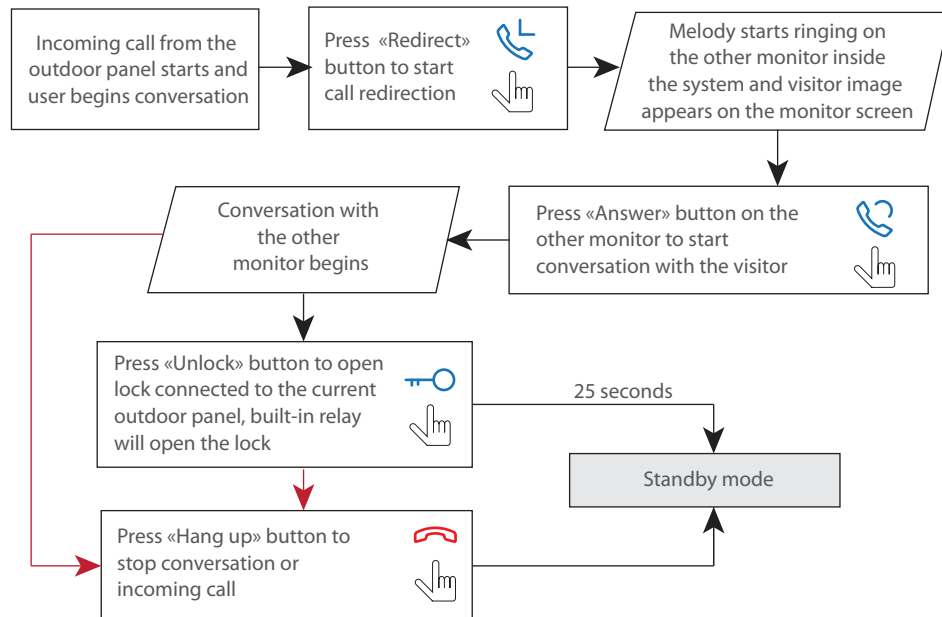 Incoming call from the
outdoor panel starts and
user begins conversation
Press «Redirect»
button to start
call redirection
Melody starts ringing on
the other monitor inside
the system and visitor image
appears on the monitor screen
Press «Answer» button on the
other monitor to start
conversation with the visitor
Conversation with
the other
monitor begins
Press «Unlock» button to open
lock connected to the current
outdoor panel, built-in relay
will open the lock
25 seconds
Standby mode
Press «Hang up» button to
stop conversation or
incoming call